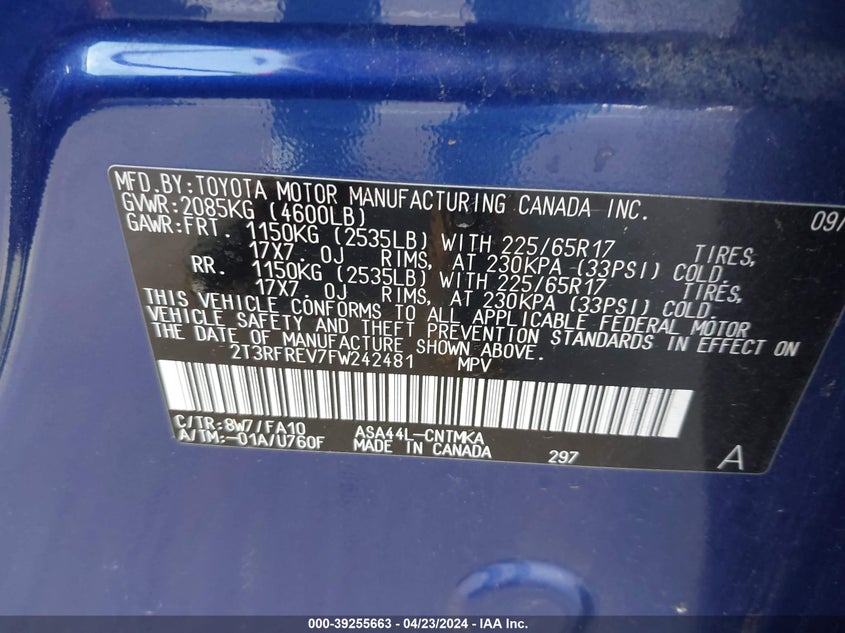 MFD.BY:TOYOTA MOTOR MANUFACTURING CANADA INC. 09/
GVWR:2085KG (4600LB)
GAWR:FRT. 1150KG (2535LB) WITH 225/65R17 TIRES,
17X7. 0J RIMS, AT 230KPA (33PSI) COLD.
RR. 1150KG (2535LB) WITH 225/65R17 TIRES,
17X7. 0J RIMS, AT 230KPA (33PSI) COLD.
THIS VEHICLE CONFORMS TO ALL APPLICABLE FEDERAL MOTOR
VEHICLE SAFETY AND THEFT PREVENTION STANDARDS IN EFFECT ON
THE DATE OF MANUFACTURE SHOWN ABOVE.
2T3RFREV7FW242481 MPV
C/TR:8W7/FA10 ASA44L-CNTMKA
A/TM:-01A/U760F MADE IN CANADA 297 A
000-39255663 - 04/23/2024 - IAA Inc.